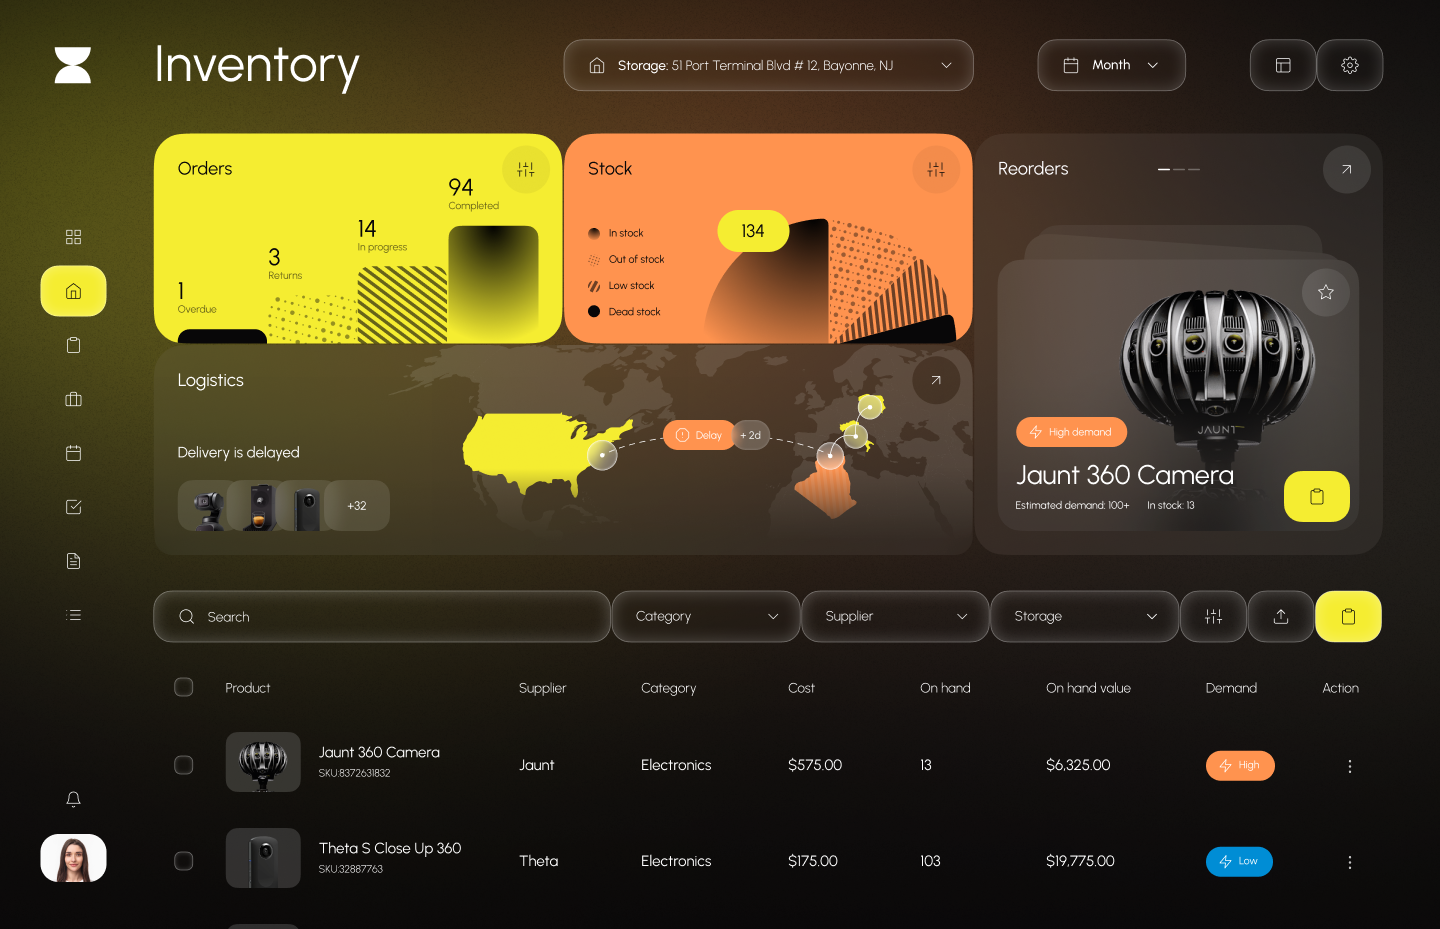 Inventory
Storage: 51 Port Terminal Blvd # 12, Bayonne, NJ
Month
Orders
94
Completed
14
In progress
3
Returns
1
Overdue
Stock
134
In stock
Out of stock
Low stock
Dead stock
Reorders
JAUNT
High demand
Jaunt 360 Camera
Estimated demand: 100+ In stock: 13
Logistics
Delivery is delayed
+32
Delay
+ 2d
Search
Category
Supplier
Storage
Product Supplier Category Cost On hand On hand value Demand Action
Jaunt 360 Camera
SKU:8372631832
Jaunt Electronics $575.00 13 $6,325.00 High
Theta S Close Up 360
SKU:32887763
Theta Electronics $175.00 103 $19,775.00 Low